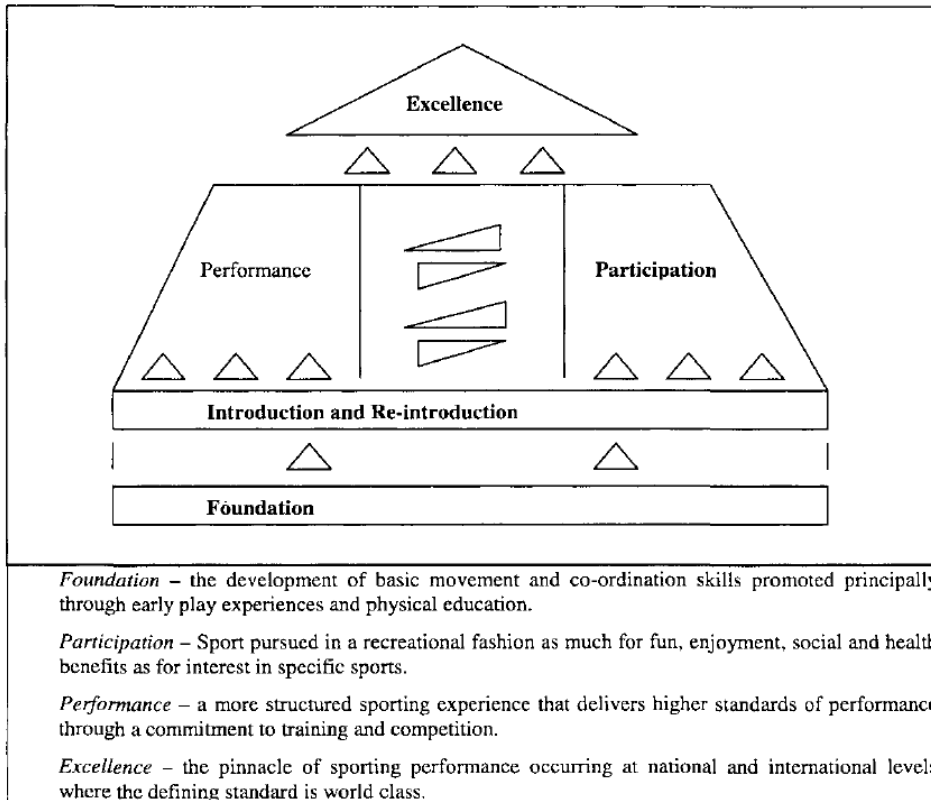 Excellence
Performance
Participation
Introduction and Re-introduction
Foundation
Foundation – the development of basic movement and co-ordination skills promoted principally
through early play experiences and physical education.
Participation – Sport pursued in a recreational fashion as much for fun, enjoyment, social and health
benefits as for interest in specific sports.
Performance – a more structured sporting experience that delivers higher standards of performance
through a commitment to training and competition.
Excellence – the pinnacle of sporting performance occurring at national and international levels
where the defining standard is world class.